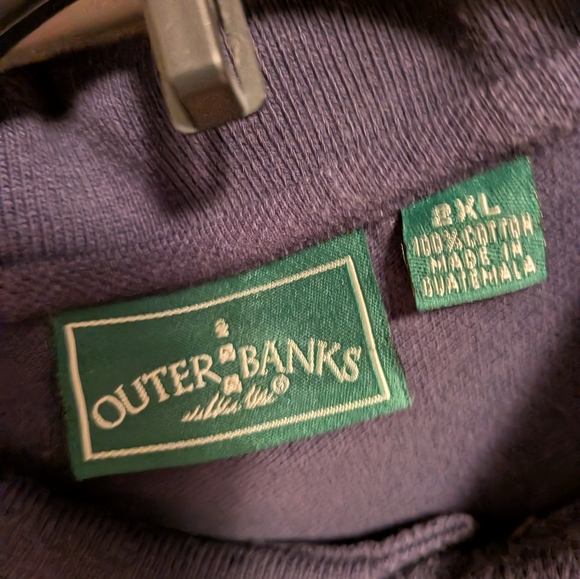 OUTER BANKS®
2XL
100% COTTON
MADE IN
GUATEMALA